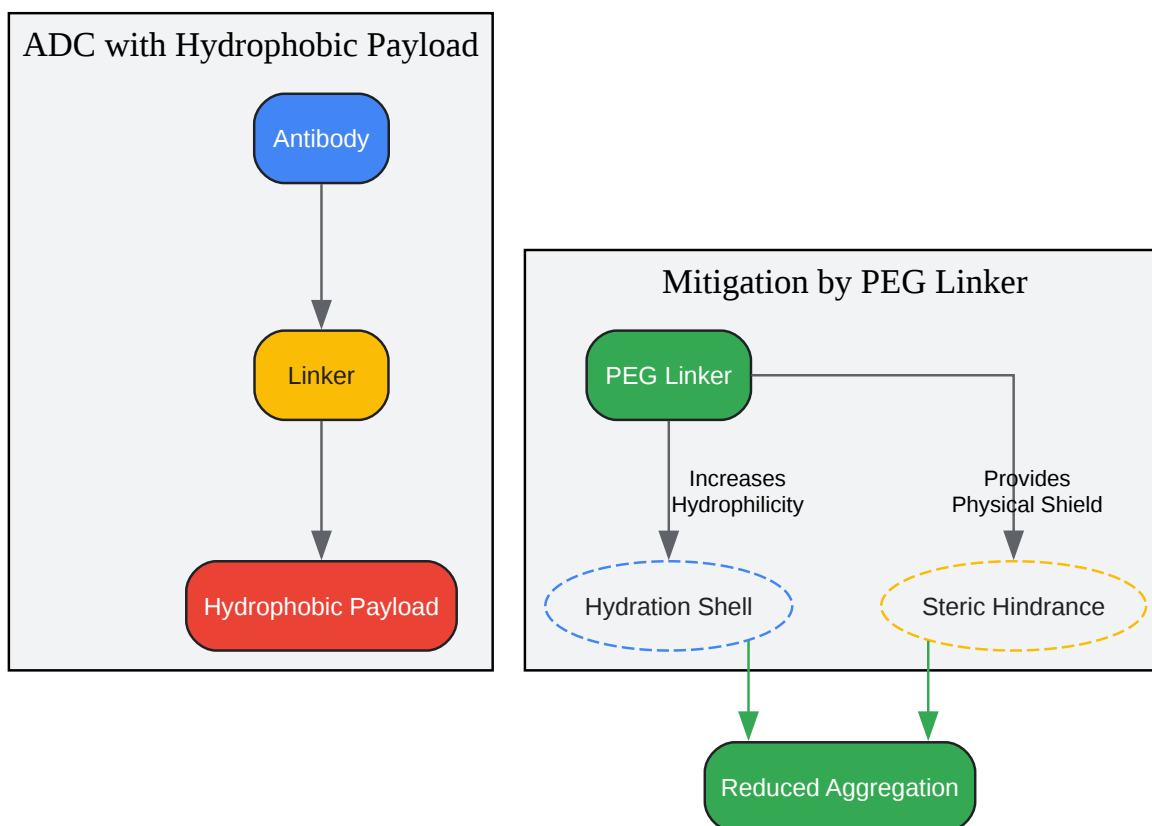 ADC with Hydrophobic Payload
Antibody
Linker
Hydrophobic Payload
Mitigation by PEG Linker
PEG Linker
Increases
Hydrophilicity
Provides
Physical Shield
Hydration Shell
Steric Hindrance
Reduced Aggregation